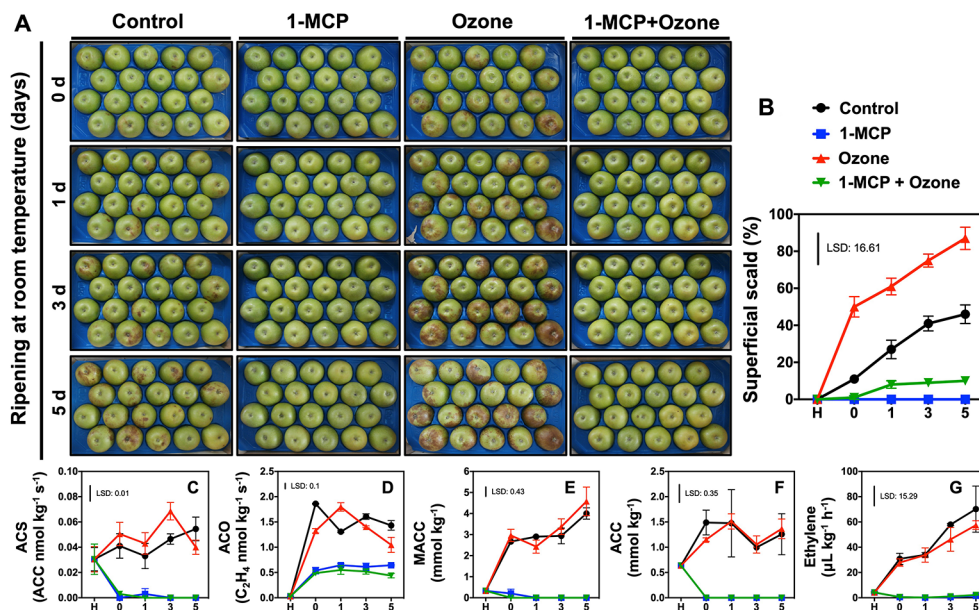 A
Control
1-MCP
Ozone
1-MCP+Ozone
Ripening at room temperature (days)
0 d
1 d
3 d
5 d
B
Control
1-MCP
Ozone
1-MCP + Ozone
LSD: 16.61
Superficial scald (%)
100
80
60
40
20
0
H 0 1 3 5
C
LSD: 0.01
ACS
(ACC nmol kg⁻¹ s⁻¹)
0.10
0.08
0.06
0.04
0.02
0.00
H 0 1 3 5
D
LSD: 0.1
ACO
(C₂H₄ nmol kg⁻¹ s⁻¹)
2.5
2.0
1.5
1.0
0.5
0.0
H 0 1 3 5
E
LSD: 0.43
MACC
(mmol kg⁻¹)
6
5
4
3
2
1
0
H 0 1 3 5
F
LSD: 0.35
ACC
(mmol kg⁻¹)
2.5
2.0
1.5
1.0
0.5
0.0
H 0 1 3 5
G
LSD: 15.29
Ethylene
(µL kg⁻¹ h⁻¹)
100
80
60
40
20
0
H 0 1 3 5